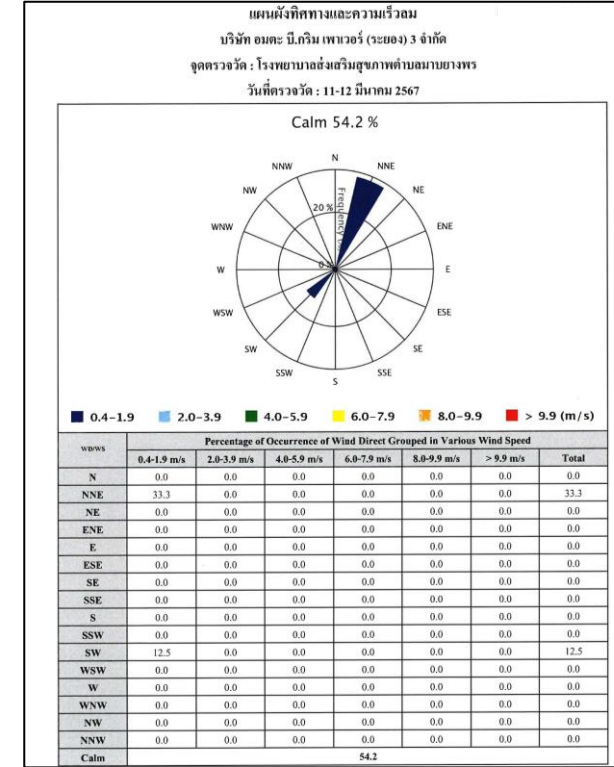 แผนผังทิศทางและความเร็วลม
บริษัท อมตะ บี.กริม เพาเวอร์ (ระยอง) 3 จำกัด
จุดตรวจวัด : โรงพยาบาลส่งเสริมสุขภาพตำบลมาบยางพร
วันที่ตรวจวัด : 11-12 มีนาคม 2567
Calm 54.2 %
N
NNW NNE
NW NE
20 %
Frequency
WNW ENE
W 0 % E
WSW ESE
SW SE
SSW SSE
S
0.4-1.9 2.0-3.9 4.0-5.9 6.0-7.9 8.0-9.9 > 9.9 (m/s)
WD/WS Percentage of Occurrence of Wind Direct Grouped in Various Wind Speed
0.4-1.9 m/s 2.0-3.9 m/s 4.0-5.9 m/s 6.0-7.9 m/s 8.0-9.9 m/s > 9.9 m/s Total
N 0.0 0.0 0.0 0.0 0.0 0.0 0.0
NNE 33.3 0.0 0.0 0.0 0.0 0.0 33.3
NE 0.0 0.0 0.0 0.0 0.0 0.0 0.0
ENE 0.0 0.0 0.0 0.0 0.0 0.0 0.0
E 0.0 0.0 0.0 0.0 0.0 0.0 0.0
ESE 0.0 0.0 0.0 0.0 0.0 0.0 0.0
SE 0.0 0.0 0.0 0.0 0.0 0.0 0.0
SSE 0.0 0.0 0.0 0.0 0.0 0.0 0.0
S 0.0 0.0 0.0 0.0 0.0 0.0 0.0
SSW 0.0 0.0 0.0 0.0 0.0 0.0 0.0
SW 12.5 0.0 0.0 0.0 0.0 0.0 12.5
WSW 0.0 0.0 0.0 0.0 0.0 0.0 0.0
W 0.0 0.0 0.0 0.0 0.0 0.0 0.0
WNW 0.0 0.0 0.0 0.0 0.0 0.0 0.0
NW 0.0 0.0 0.0 0.0 0.0 0.0 0.0
NNW 0.0 0.0 0.0 0.0 0.0 0.0 0.0
Calm 54.2